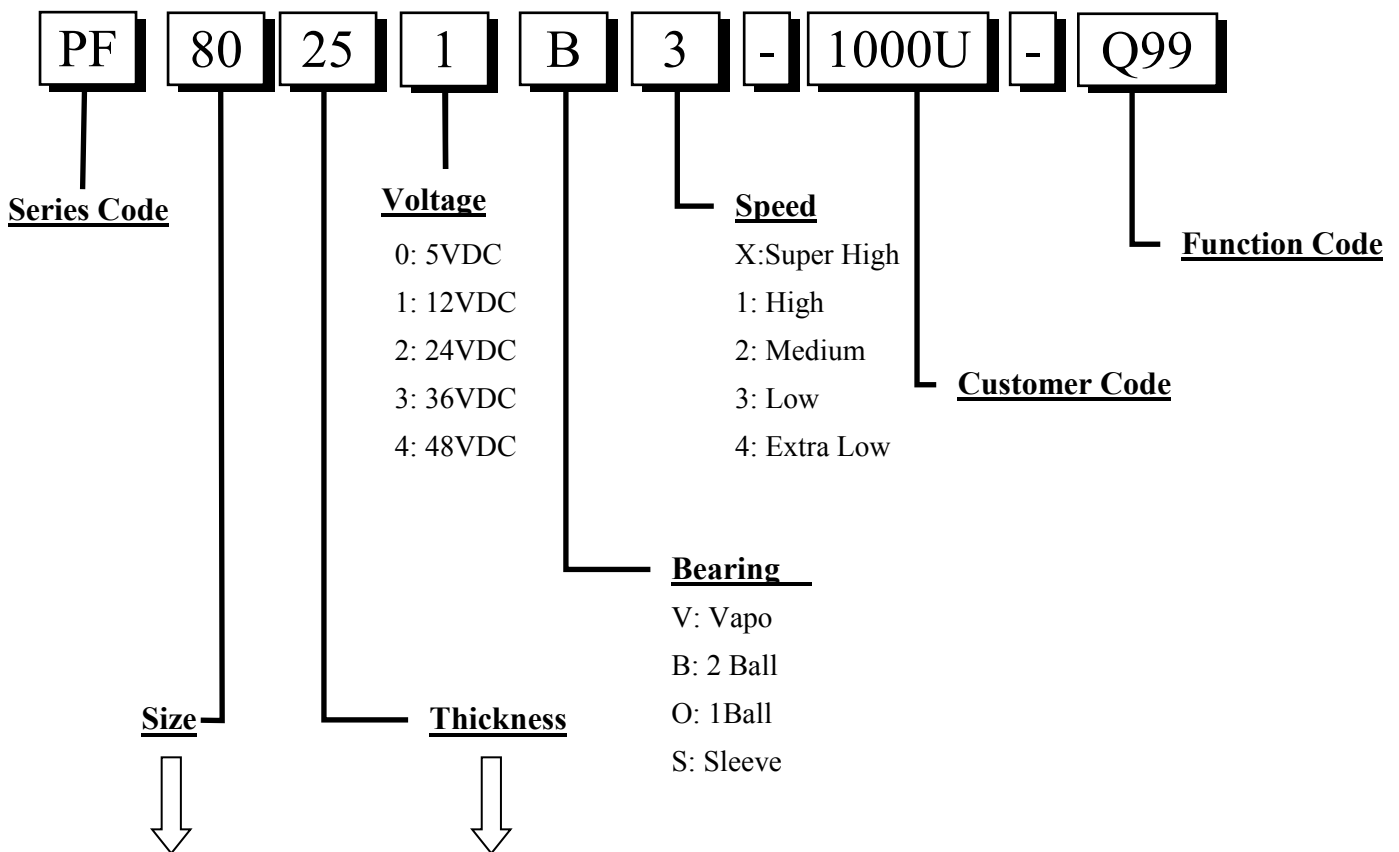 PF 80 25 1 B 3 - 1000U - Q99
Series Code
Voltage
0: 5VDC
1: 12VDC
2: 24VDC
3: 36VDC
4: 48VDC
Speed
X:Super High
1: High
2: Medium
3: Low
4: Extra Low
Function Code
Customer Code
Bearing
V: Vapo
B: 2 Ball
O: 1Ball
S: Sleeve
Size
Thickness